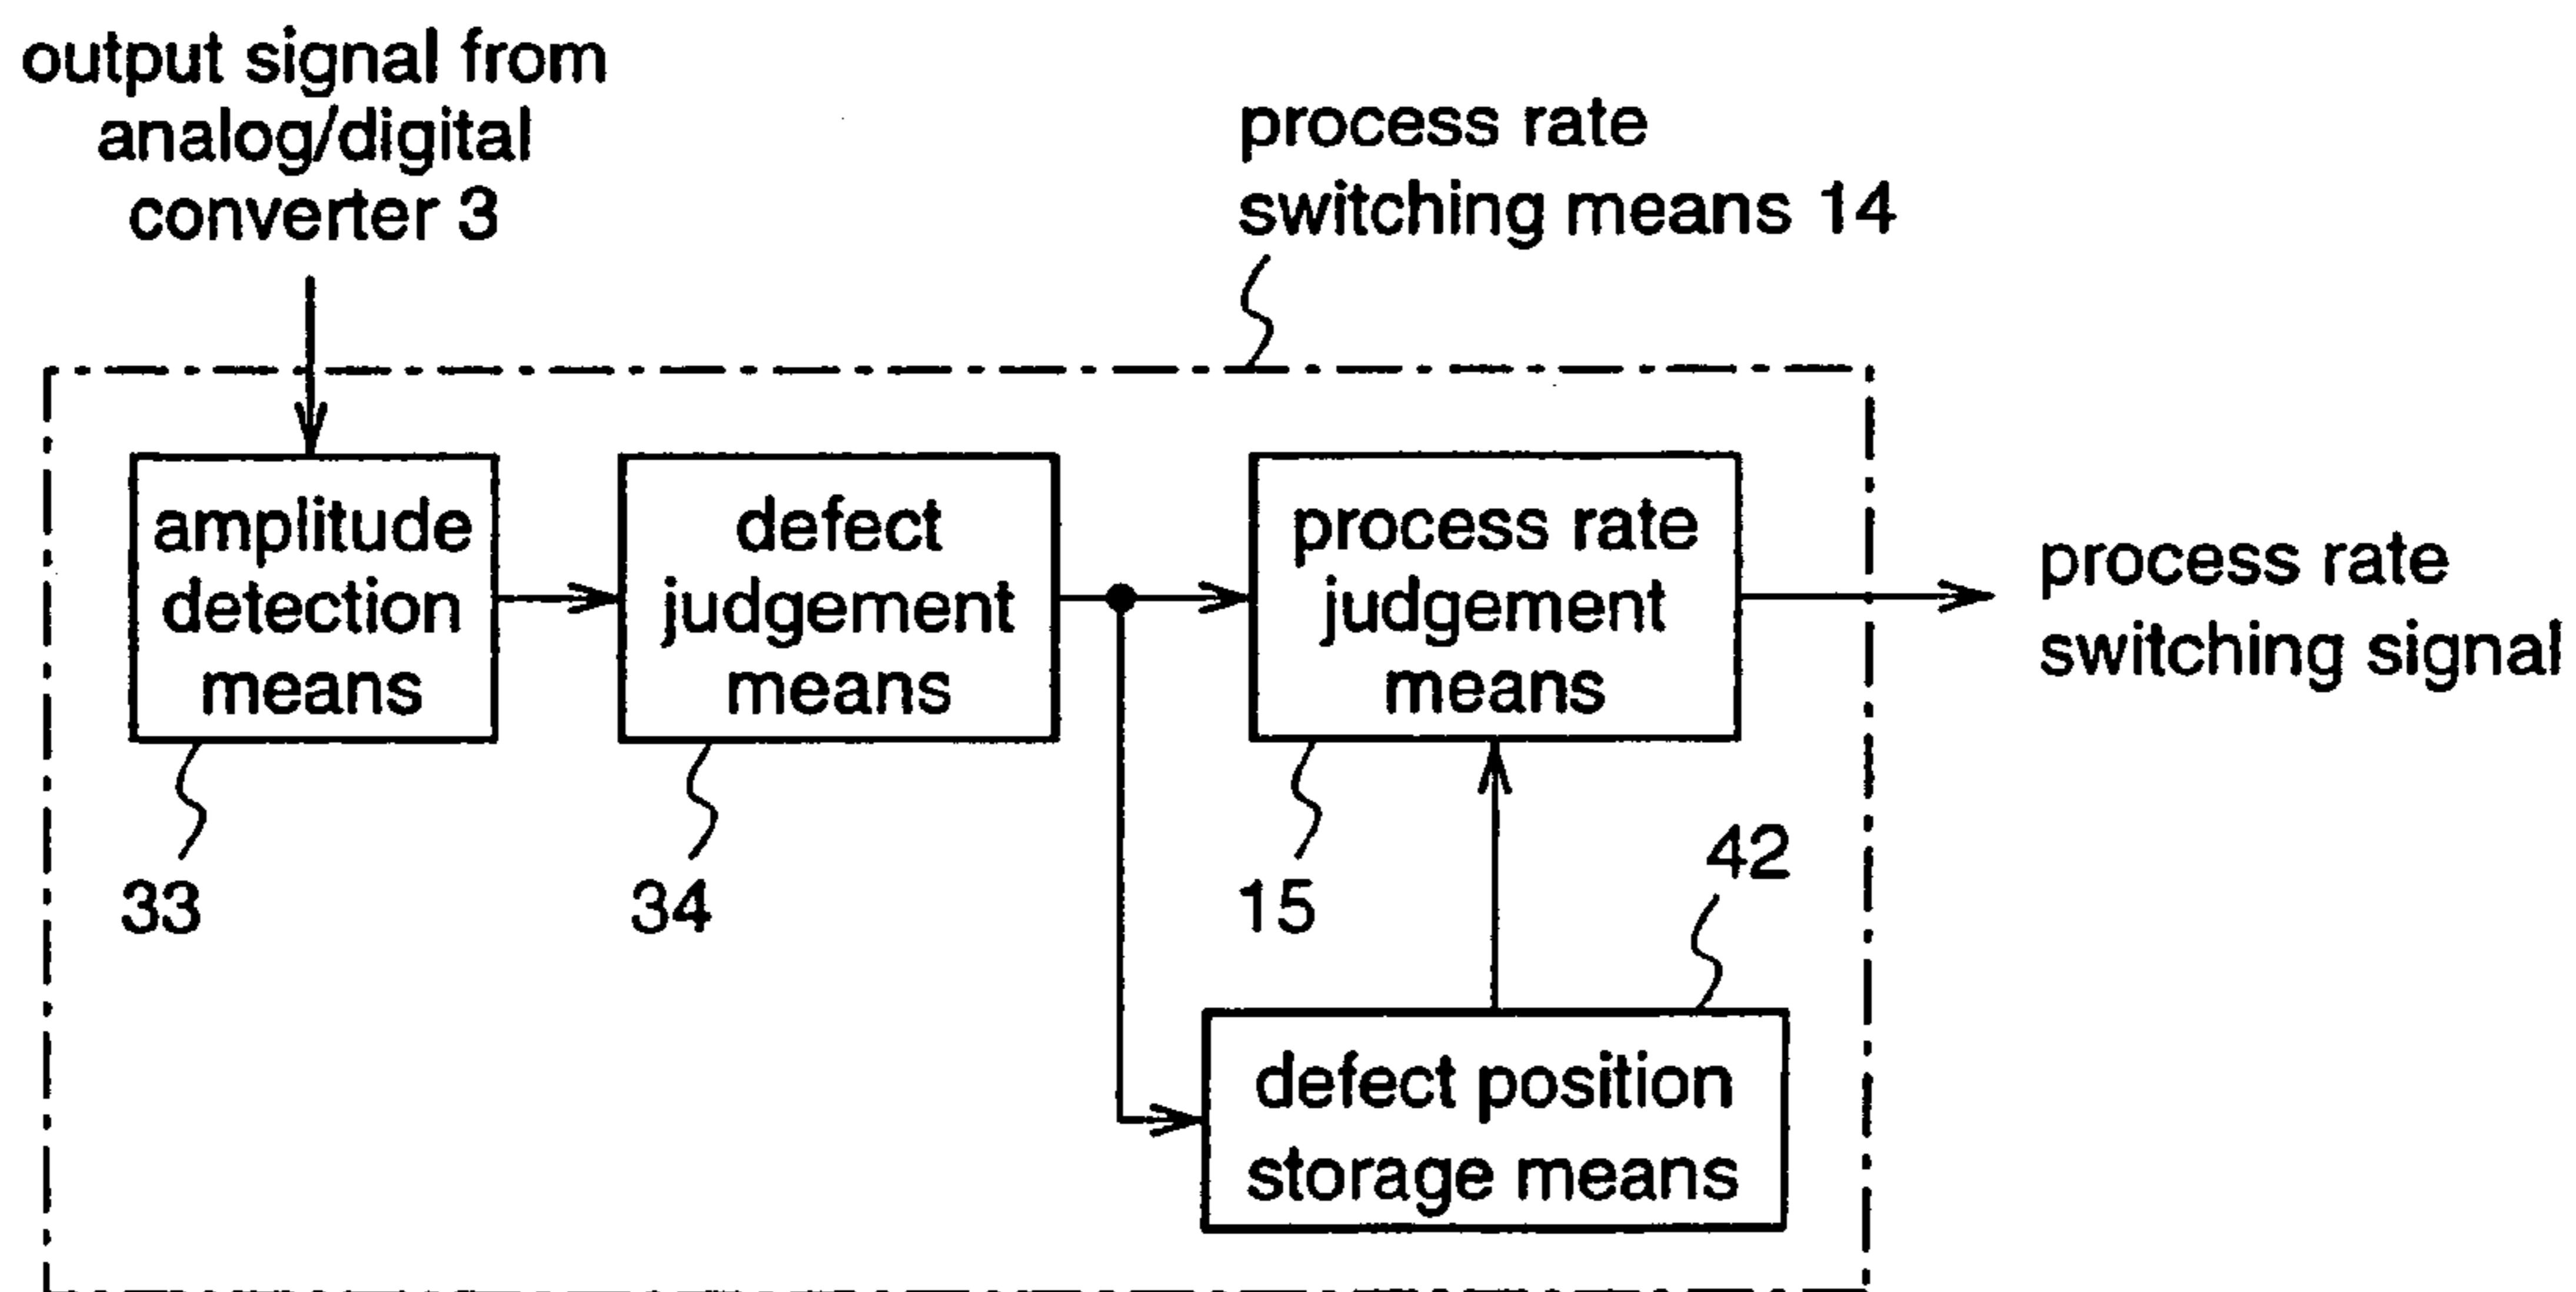 output signal from
analog/digital
converter 3
process rate
switching means 14
amplitude
detection
means
defect
judgement
means
process rate
judgement
means
process rate
switching signal
33
34
15
42
defect position
storage means